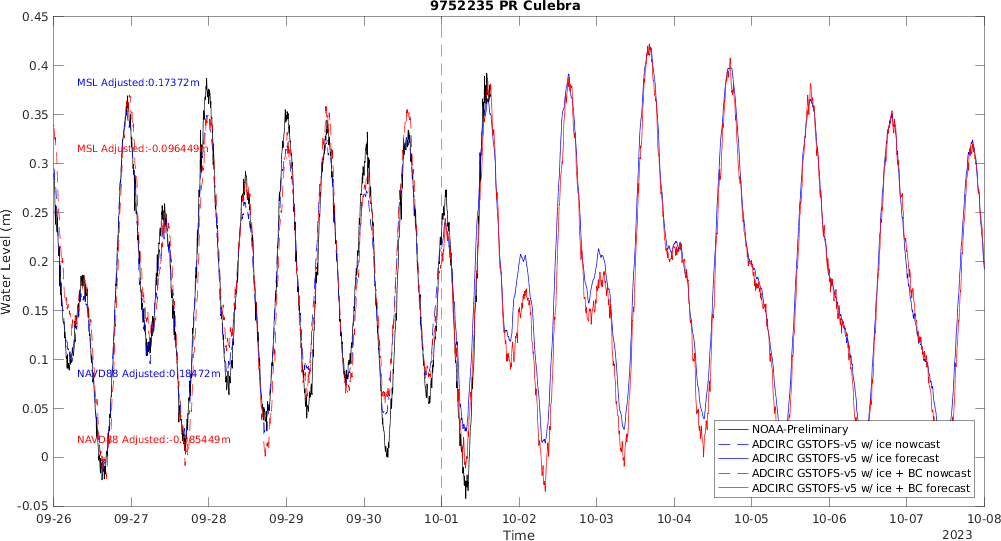 9752235 PR Culebra
0.45
0.4
0.35
0.3
0.25
0.2
0.15
0.1
0.05
0
-0.05
Water Level (m)
MSL Adjusted:0.17372m
MSL Adjusted:-0.096449m
NAVD88 Adjusted:0.18472m
NAVD88 Adjusted:-0.085449m
NOAA-Preliminary
ADCIRC GSTOFS-v5 w/ ice nowcast
ADCIRC GSTOFS-v5 w/ ice forecast
ADCIRC GSTOFS-v5 w/ ice + BC nowcast
ADCIRC GSTOFS-v5 w/ ice + BC forecast
09-26 09-27 09-28 09-29 09-30 10-01 10-02 10-03 10-04 10-05 10-06 10-07 10-08
Time
2023